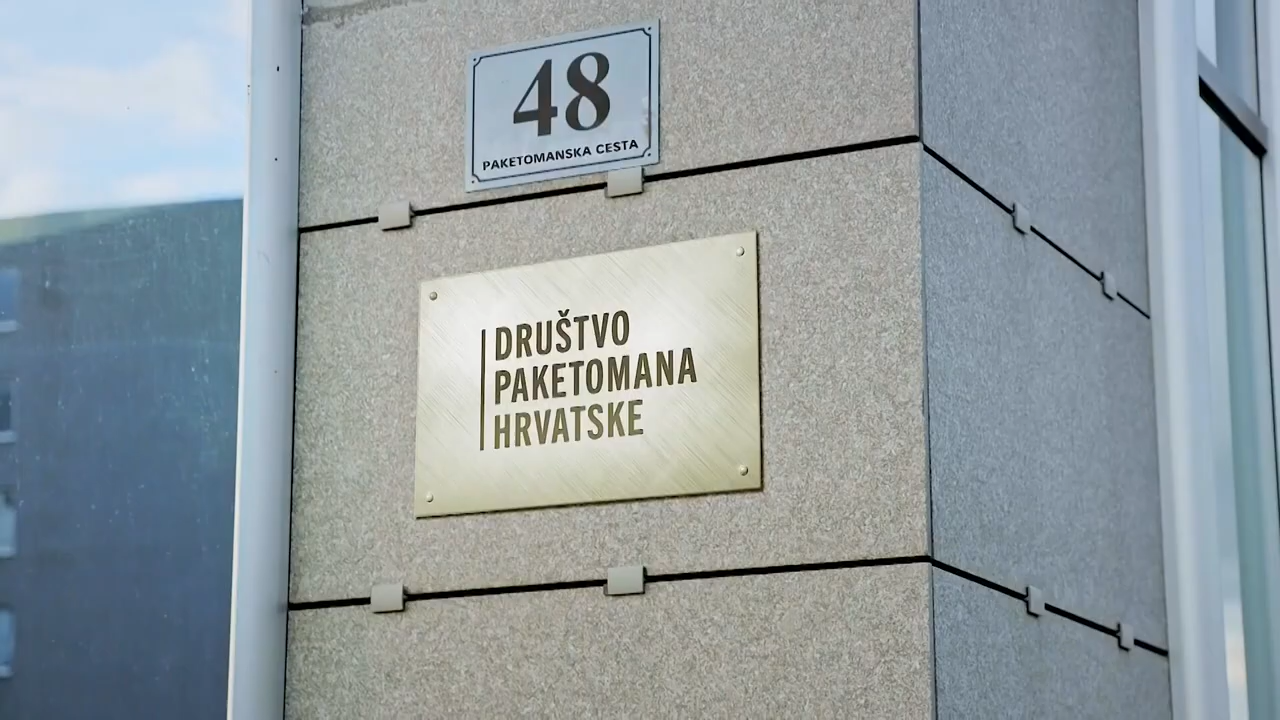 48
PAKETOMANSKA CESTA
DRUŠTVO
PAKETOMANA
HRVATSKE